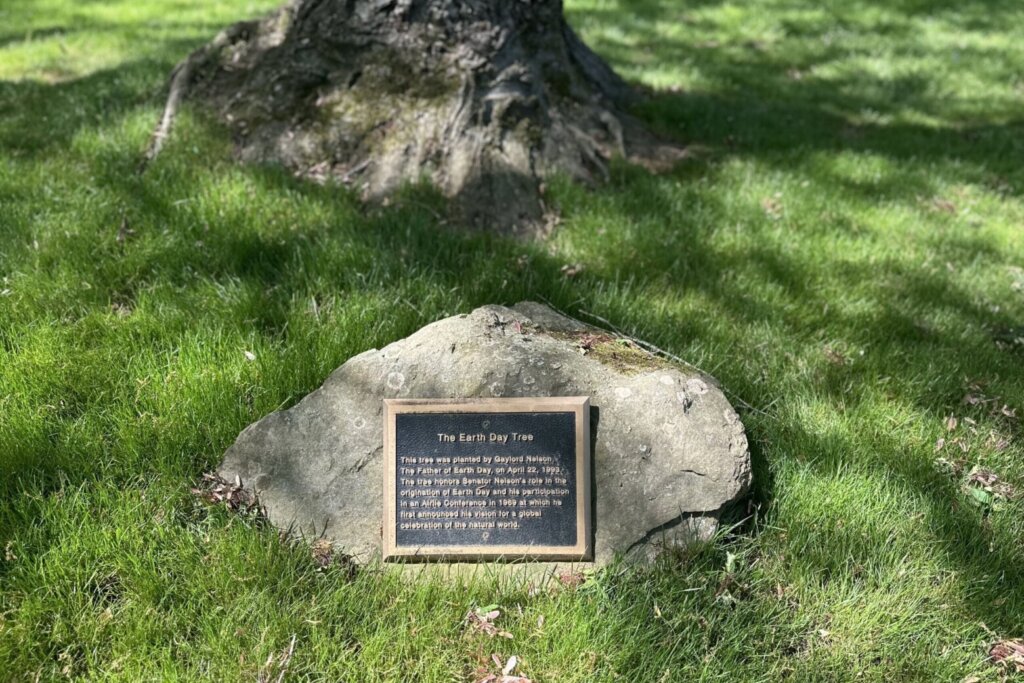 The Earth Day Tree
This tree was planted by Gaylord Nelson,
The Father of Earth Day, on April 22, 1993.
The tree honors Senator Nelson's role in the
origination of Earth Day and his participation
in an Airlie Conference in 1969 at which he
first announced his vision for a global
celebration of the natural world.